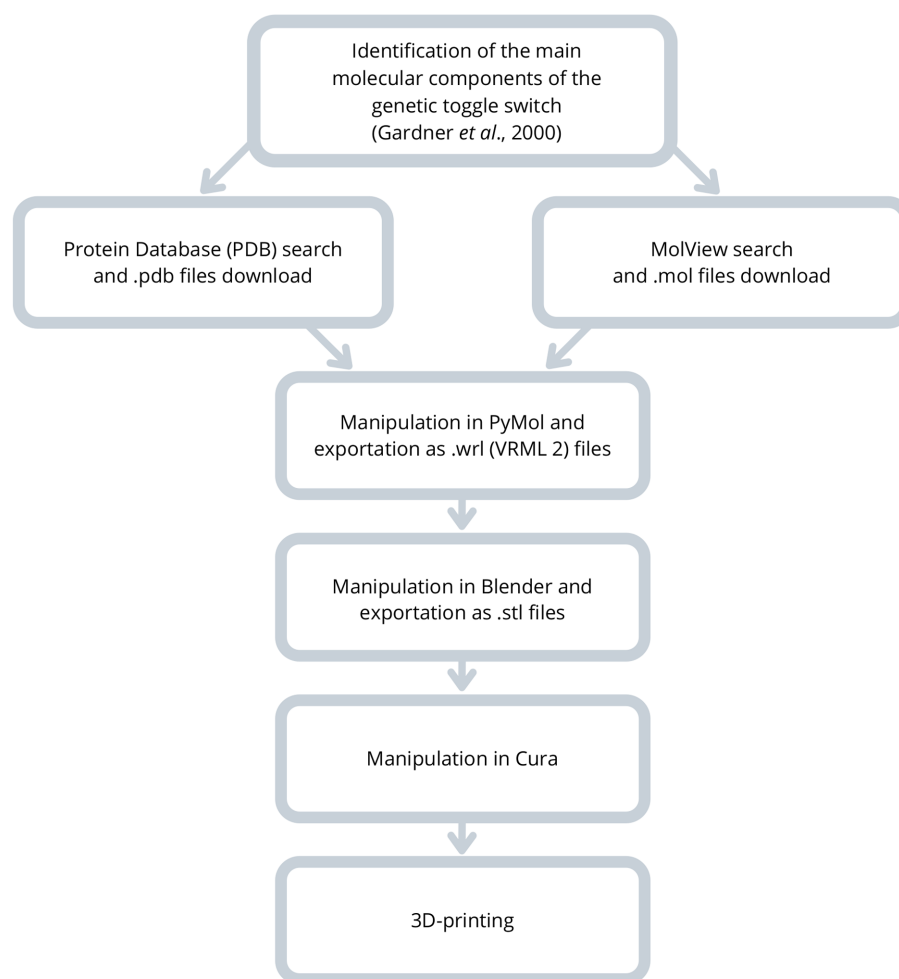 Identification of the main
molecular components of the
genetic toggle switch
(Gardner et al., 2000)
Protein Database (PDB) search
and .pdb files download
MolView search
and .mol files download
Manipulation in PyMol and
exportation as .wrl (VRML 2) files
Manipulation in Blender and
exportation as .stl files
Manipulation in Cura
3D-printing